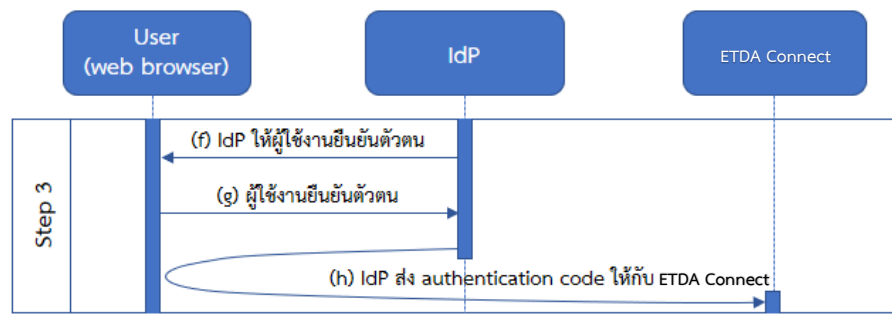 User
(web browser)
IdP
ETDA Connect
Step 3
(f) IdP ให้ผู้ใช้งานยืนยันตัวตน
(g) ผู้ใช้งานยืนยันตัวตน
(h) IdP ส่ง authentication code ให้กับ ETDA Connect